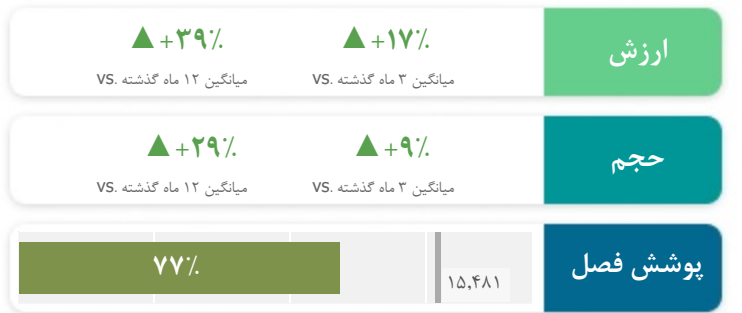 ارزش
▲+۱۷٪ ▲+۳۹٪
میانگین ۳ ماه گذشته .VS میانگین ۱۲ ماه گذشته .VS
حجم
▲+۹٪ ▲+۲۹٪
میانگین ۳ ماه گذشته .VS میانگین ۱۲ ماه گذشته .VS
پوشش فصل
۷۷٪
۱۵,۴۸۱